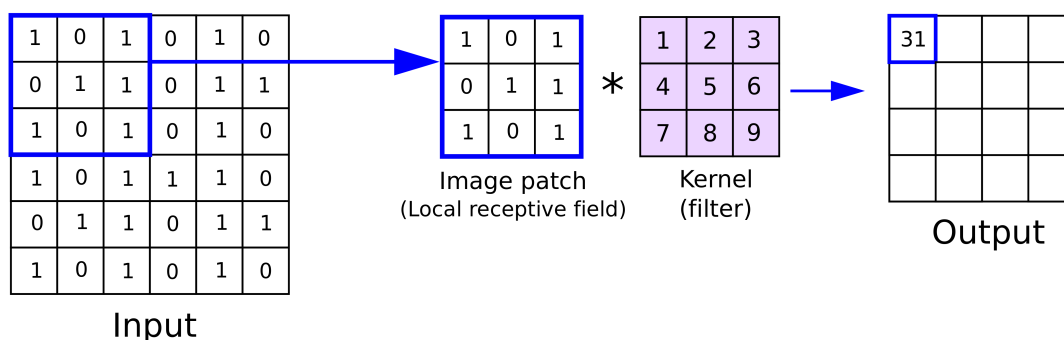 1 0 1 0 1 0
0 1 1 0 1 1
1 0 1 0 1 0
1 0 1 1 1 0
0 1 1 0 1 1
1 0 1 0 1 0
Input
1 0 1
0 1 1
1 0 1
Image patch
(Local receptive field)
*
1 2 3
4 5 6
7 8 9
Kernel
(filter)
31
Output